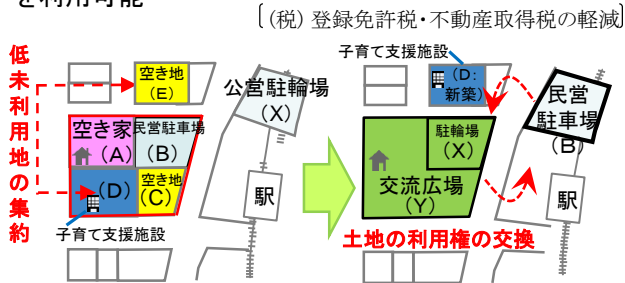 を利用可能
(税) 登録免許税・不動産取得税の軽減
低未利用地の集約
空き地
(E)
公営駐輪場
(X)
空き家
(A)
民営駐車場
(B)
(D)
空き地
(C)
駅
子育て支援施設
子育て支援施設
(D:
新築)
民営
駐車場
(B)
駐輪場
(X)
交流広場
(Y)
駅
土地の利用権の交換